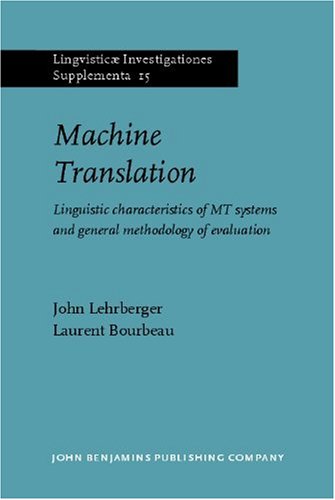 Lingvisticæ Investigationes
Supplementa 15
Machine
Translation
Linguistic characteristics of MT systems
and general methodology of evaluation
John Lehrberger
Laurent Bourbeau
JOHN BENJAMINS PUBLISHING COMPANY